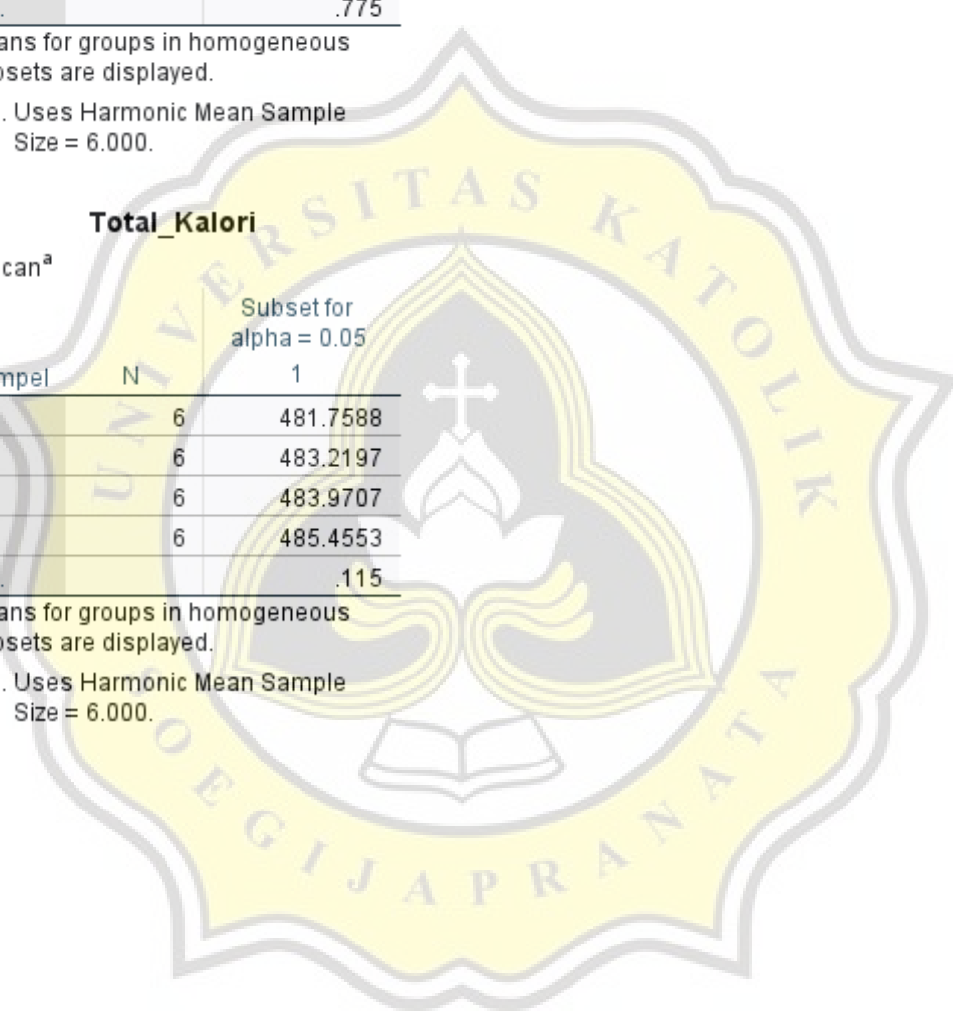 .775
ans for groups in homogeneous
osets are displayed.
. Uses Harmonic Mean Sample
Size = 6.000.
Total_Kalori
canª
Subset for
alpha = 0.05
mpel N 1
6 481.7588
6 483.2197
6 483.9707
6 485.4553
. .115
ans for groups in homogeneous
osets are displayed.
. Uses Harmonic Mean Sample
Size = 6.000.
UNIVERSITAS KATOLIK
SOEGIJAPRANATA